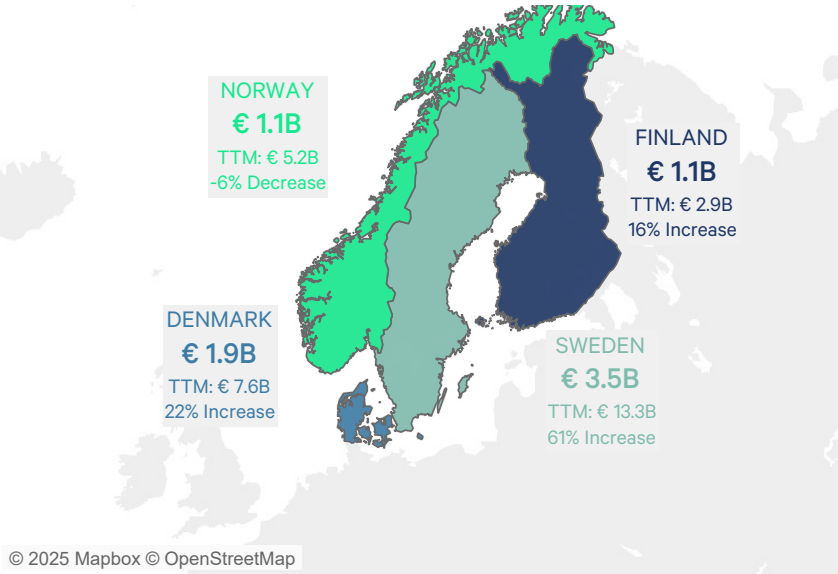 NORWAY
€ 1.1B
TTM: € 5.2B
-6% Decrease
FINLAND
€ 1.1B
TTM: € 2.9B
16% Increase
DENMARK
€ 1.9B
TTM: € 7.6B
22% Increase
SWEDEN
€ 3.5B
TTM: € 13.3B
61% Increase
© 2025 Mapbox © OpenStreetMap